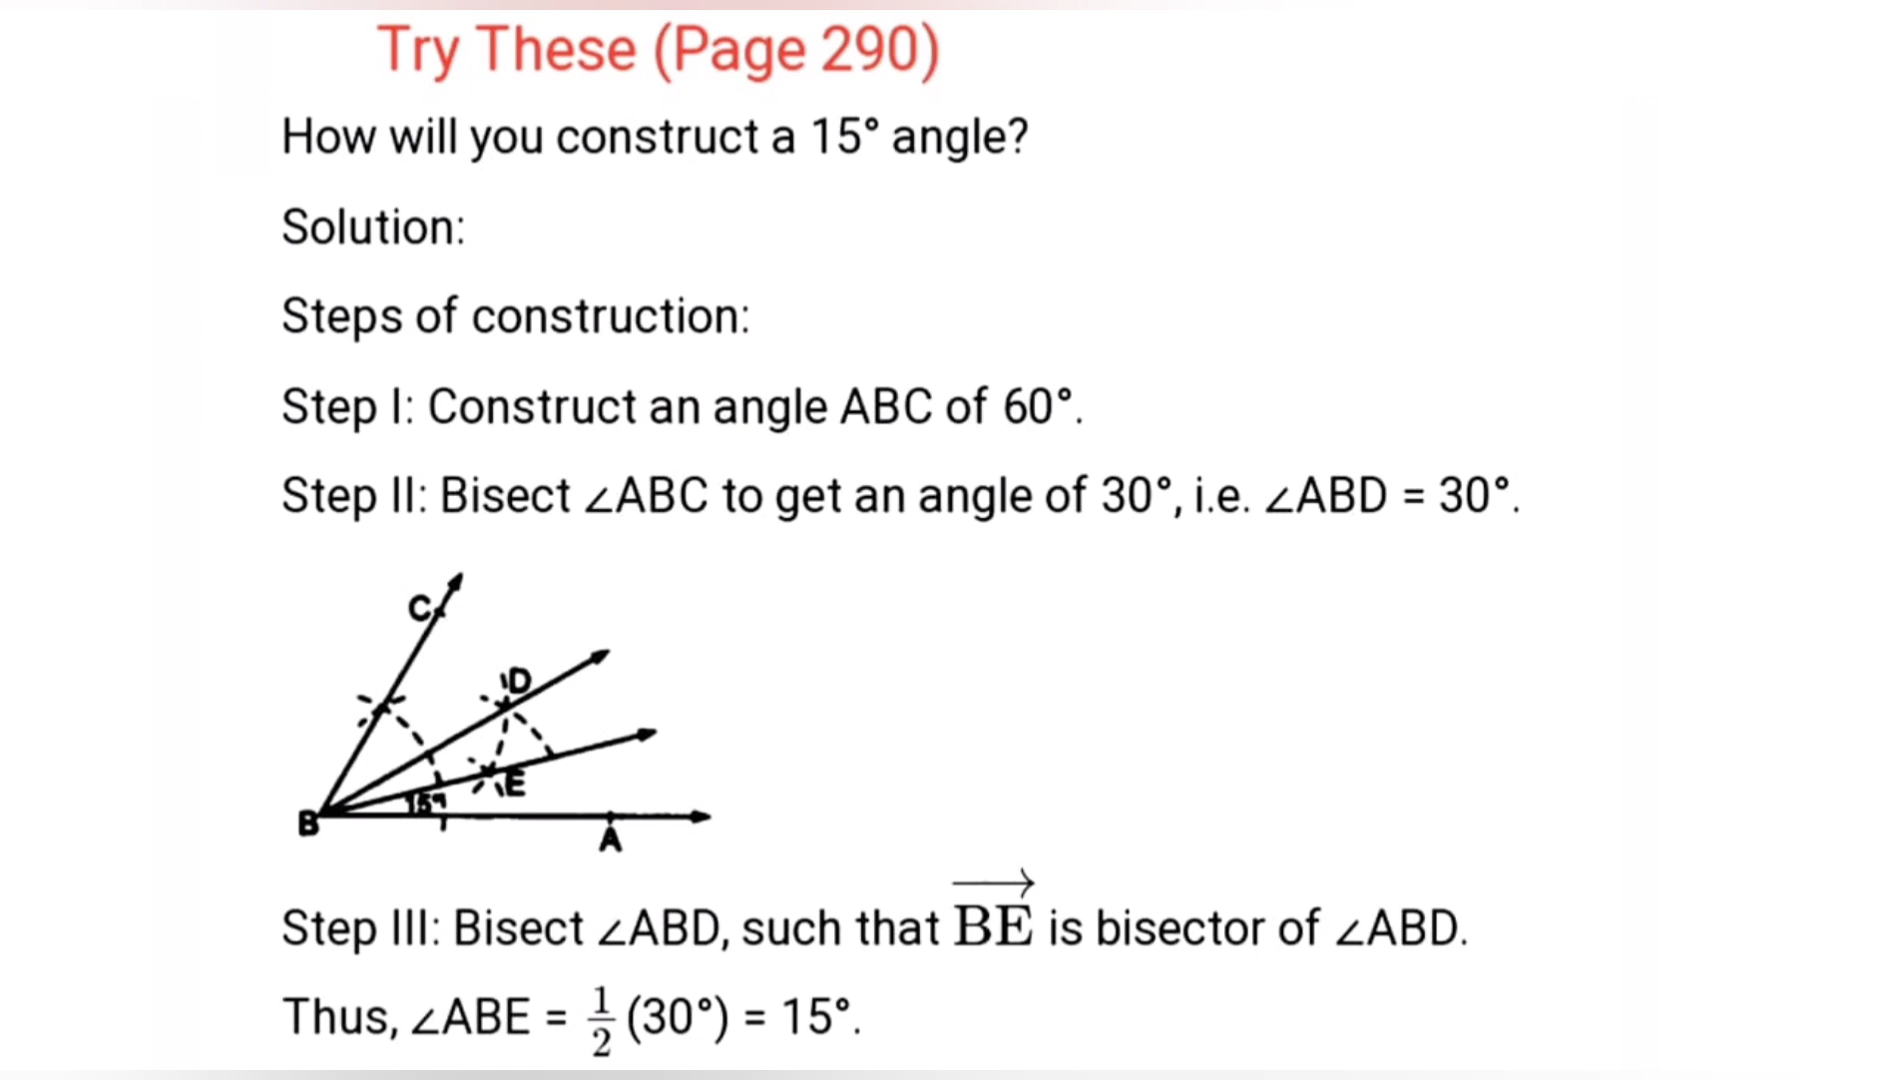 Try These (Page 290)
How will you construct a 15° angle?
Solution:
Steps of construction:
Step I: Construct an angle ABC of 60°.
Step II: Bisect ∠ABC to get an angle of 30°, i.e. ∠ABD = 30°.
C
D
E
15°
B
A
Step III: Bisect ∠ABD, such that \overrightarrow{BE} is bisector of ∠ABD.
Thus, ∠ABE = 1/2 (30°) = 15°.